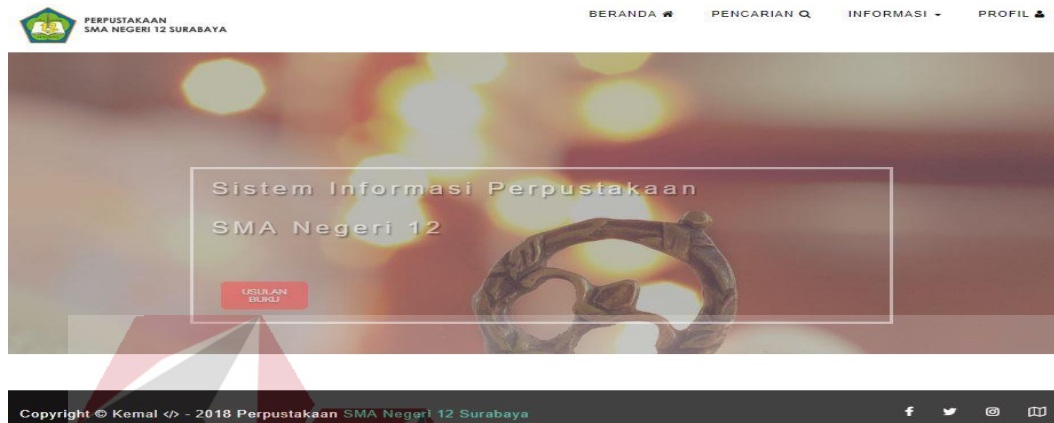 PERPUSTAKAAN
SMA NEGERI 12 SURABAYA
BERANDA PENCARIAN INFORMASI PROFIL
Sistem Informasi Perpustakaan
SMA Negeri 12
USULAN
BUKU
Copyright © Kemal </> - 2018 Perpustakaan SMA Negeri 12 Surabaya